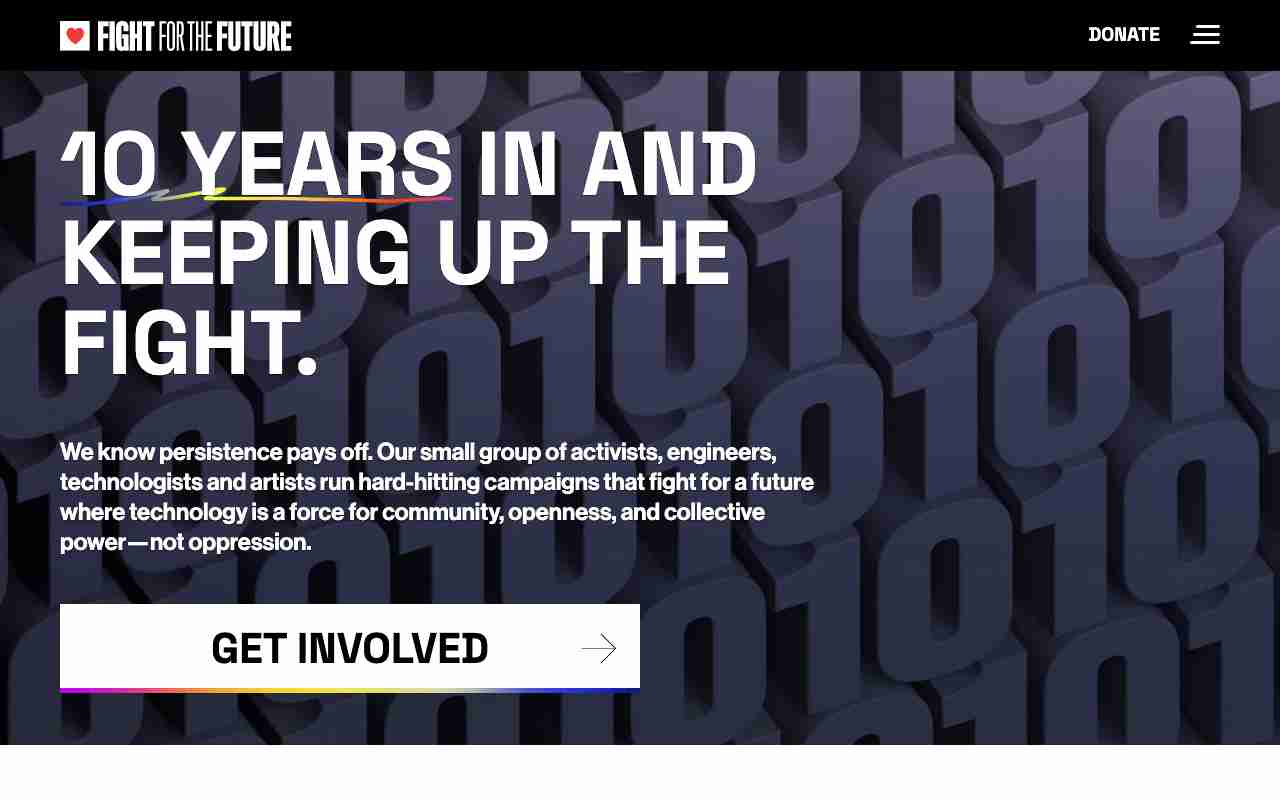 FIGHT FOR THE FUTURE
DONATE
10 YEARS IN AND
KEEPING UP THE
FIGHT.
We know persistence pays off. Our small group of activists, engineers,
technologists and artists run hard-hitting campaigns that fight for a future
where technology is a force for community, openness, and collective
power—not oppression.
GET INVOLVED